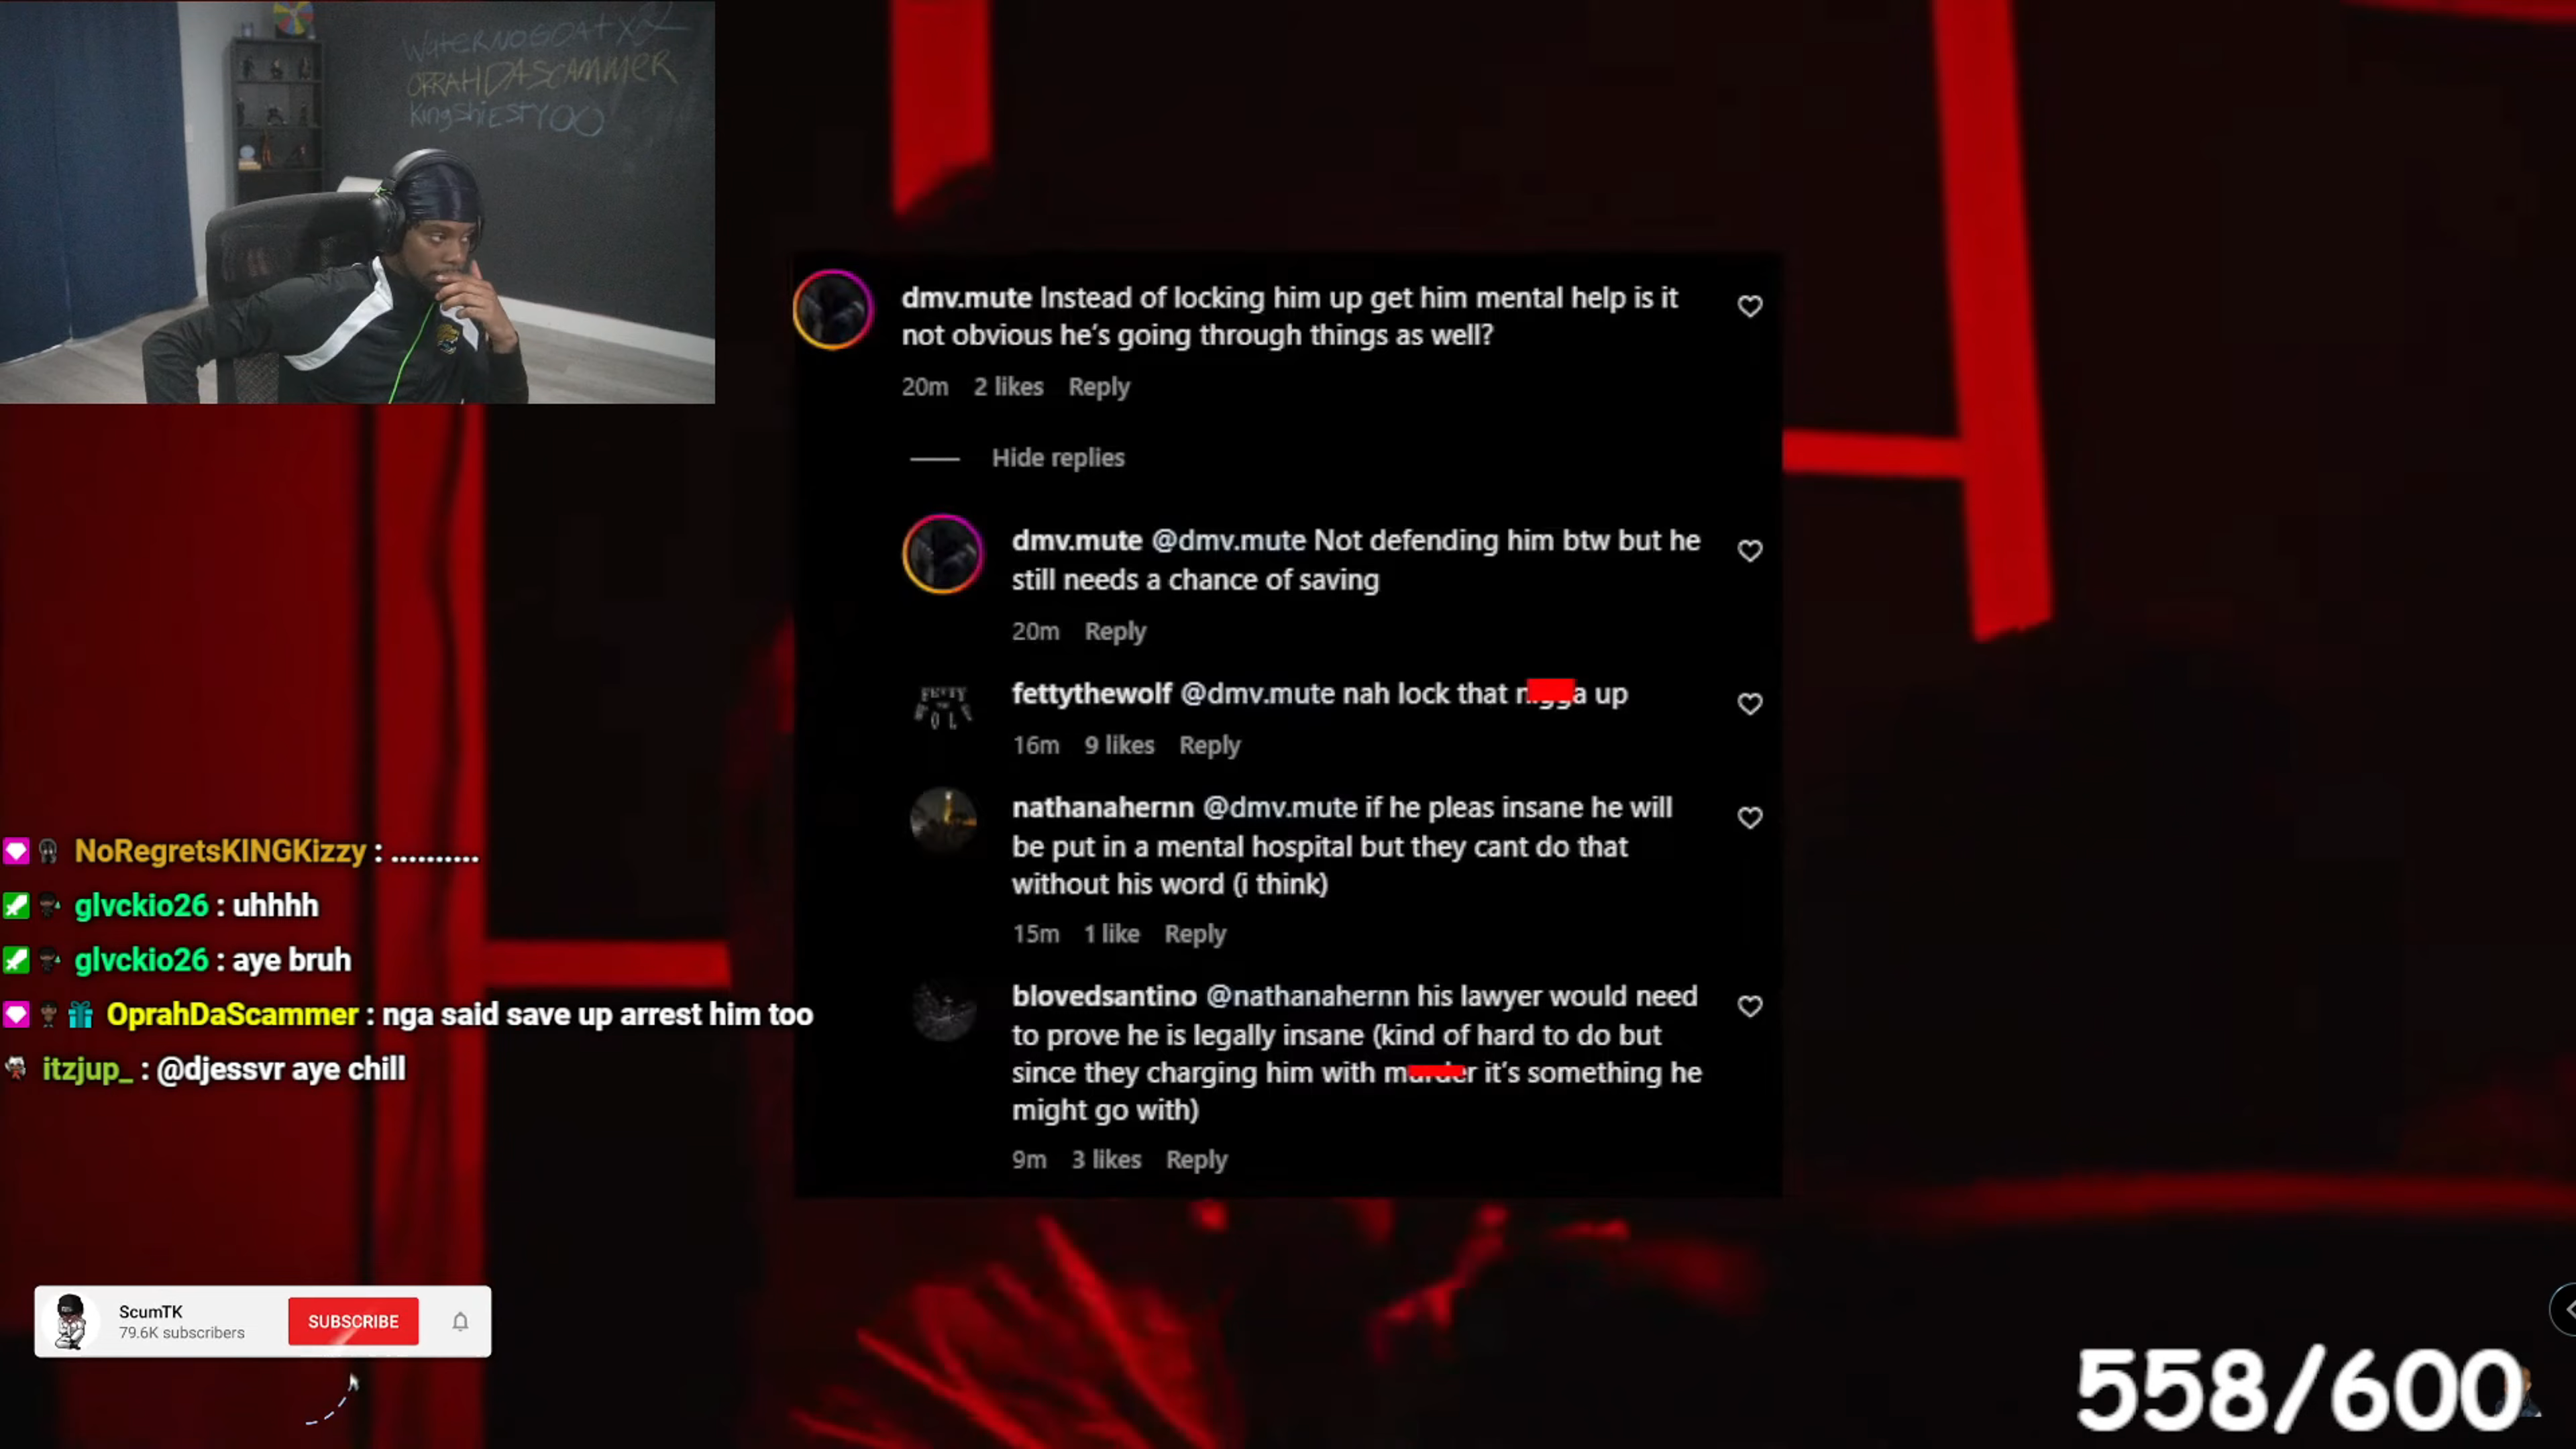 WaterNOGOATX32
OPRAHDASCAMMER
KingShiestYOO
dmv.mute Instead of locking him up get him mental help is it
not obvious he's going through things as well?
20m 2 likes Reply
Hide replies
dmv.mute @dmv.mute Not defending him btw but he
still needs a chance of saving
20m Reply
FETTY
THE
WOLF
fettythewolf @dmv.mute nah lock that nigga up
16m 9 likes Reply
nathanahernn @dmv.mute if he pleas insane he will
be put in a mental hospital but they cant do that
without his word (i think)
15m 1 like Reply
blovedsantino @nathanahernn his lawyer would need
to prove he is legally insane (kind of hard to do but
since they charging him with murder it's something he
might go with)
9m 3 likes Reply
NoRegretsKINGKizzy : ..........
glvckio26 : uhhhh
glvckio26 : aye bruh
OprahDaScammer : nga said save up arrest him too
itzjup_ : @djessvr aye chill
ScumTK
79.6K subscribers
SUBSCRIBE
558/600